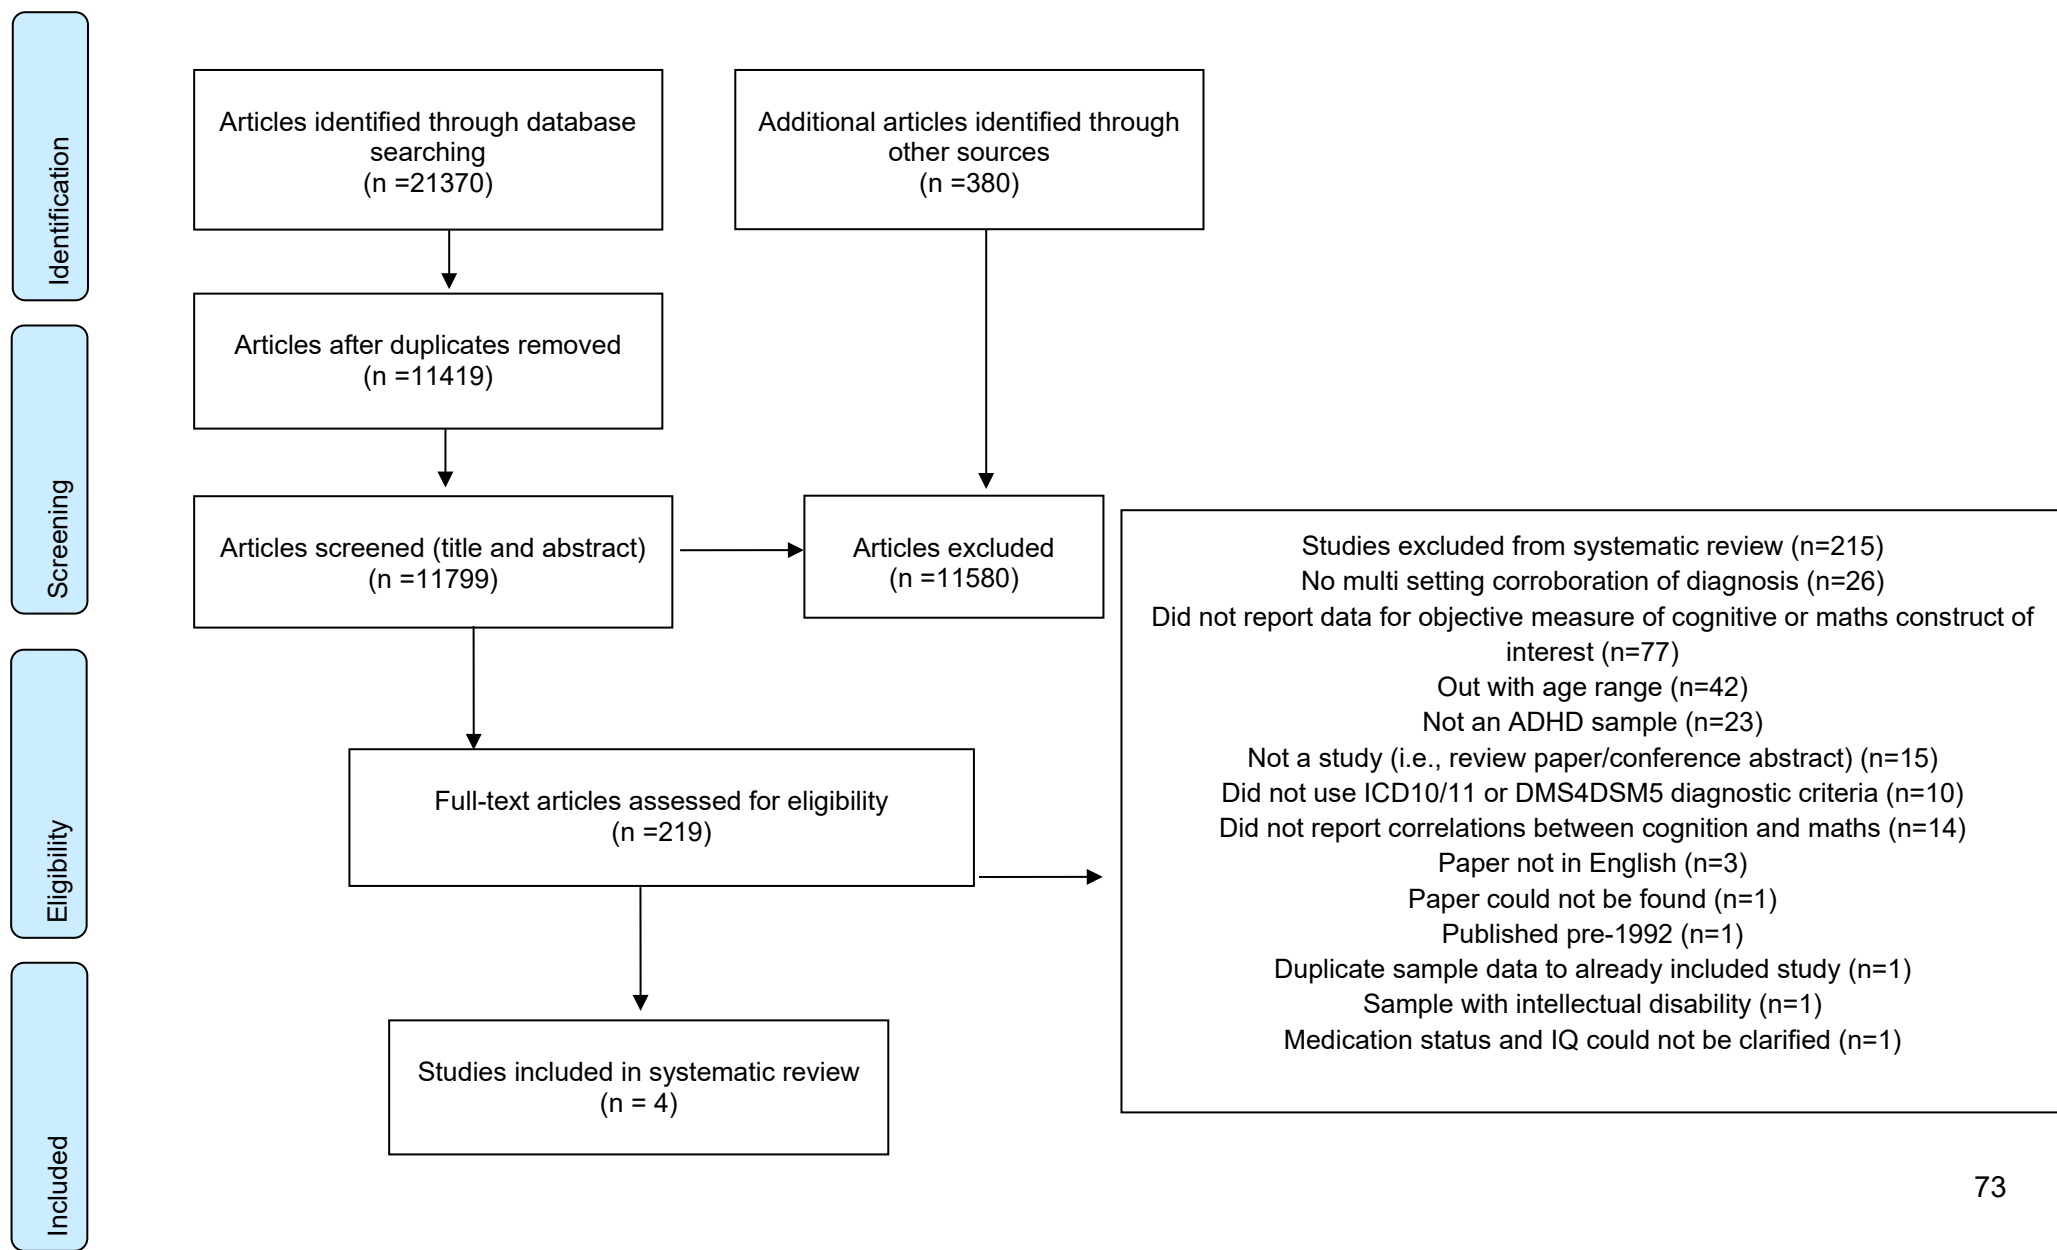 Identification
Articles identified through database
searching
(n =21370)
Additional articles identified through
other sources
(n =380)
Articles after duplicates removed
(n =11419)
Screening
Articles screened (title and abstract)
(n =11799)
Articles excluded
(n =11580)
Studies excluded from systematic review (n=215)
No multi setting corroboration of diagnosis (n=26)
Did not report data for objective measure of cognitive or maths construct of
interest (n=77)
Out with age range (n=42)
Not an ADHD sample (n=23)
Not a study (i.e., review paper/conference abstract) (n=15)
Did not use ICD10/11 or DMS4DSM5 diagnostic criteria (n=10)
Did not report correlations between cognition and maths (n=14)
Paper not in English (n=3)
Paper could not be found (n=1)
Published pre-1992 (n=1)
Duplicate sample data to already included study (n=1)
Sample with intellectual disability (n=1)
Medication status and IQ could not be clarified (n=1)
Eligibility
Full-text articles assessed for eligibility
(n =219)
Included
Studies included in systematic review
(n = 4)
73